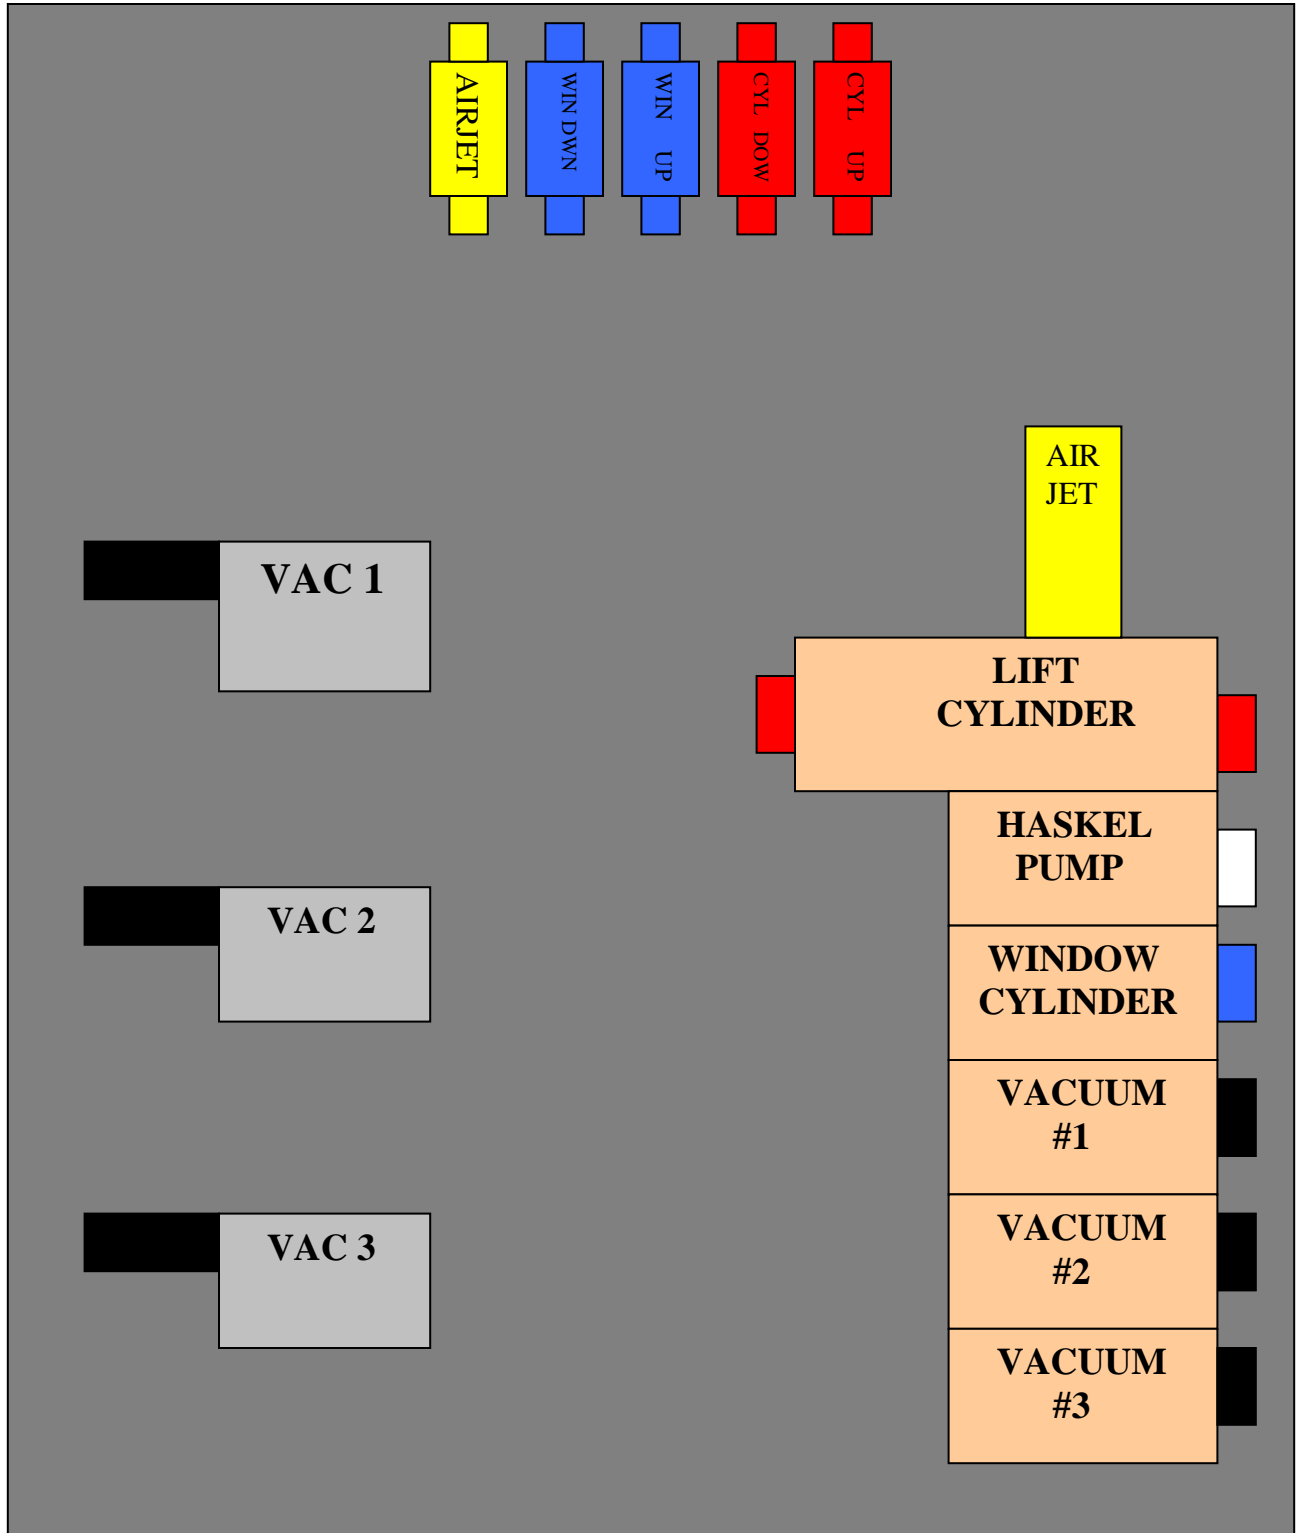 AIRJET
WIN DWN
WIN UP
CYL DOW
CYL UP
AIR
JET
VAC 1
LIFT
CYLINDER
HASKEL
PUMP
VAC 2
WINDOW
CYLINDER
VACUUM
#1
VAC 3
VACUUM
#2
VACUUM
#3